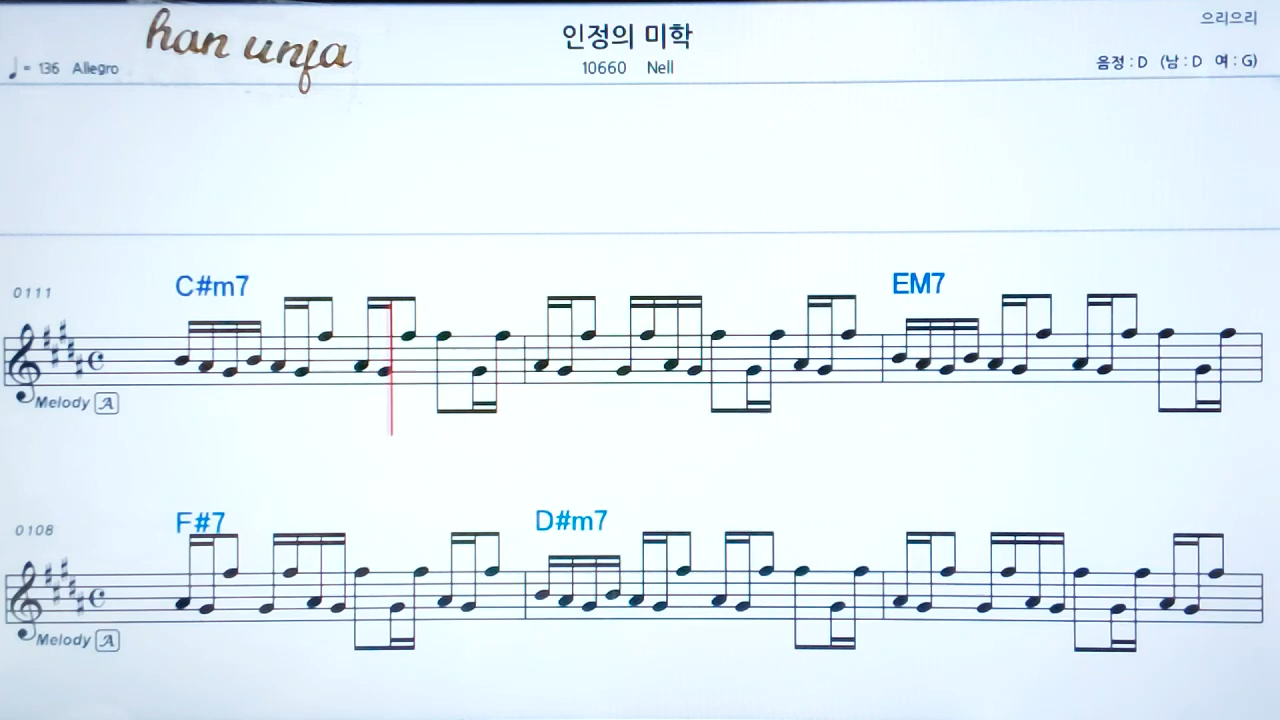 han unfa
인정의 미학
으리으리
♩= 136 Allegro
10660 Nell
음정 : D (남 : D 여 : G)
C#m7
EM7
0111
Melody A
F#7
D#m7
0108
Melody A